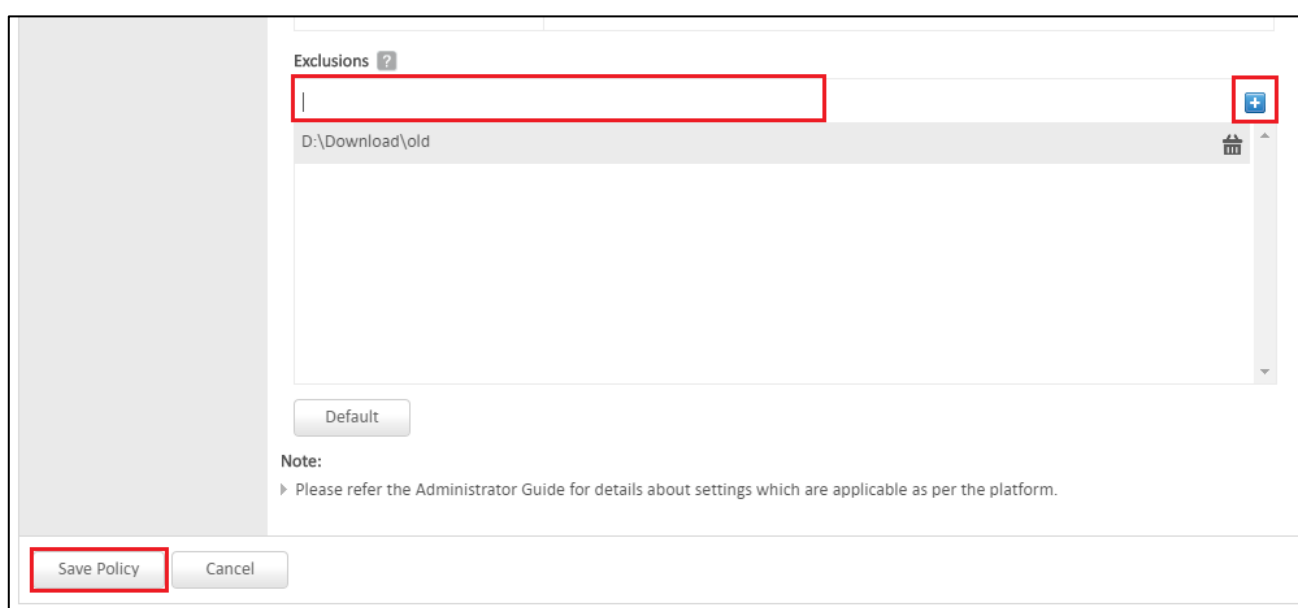 Exclusions ?
D:\Download\old
Default
Note:
Please refer the Administrator Guide for details about settings which are applicable as per the platform.
Save Policy Cancel